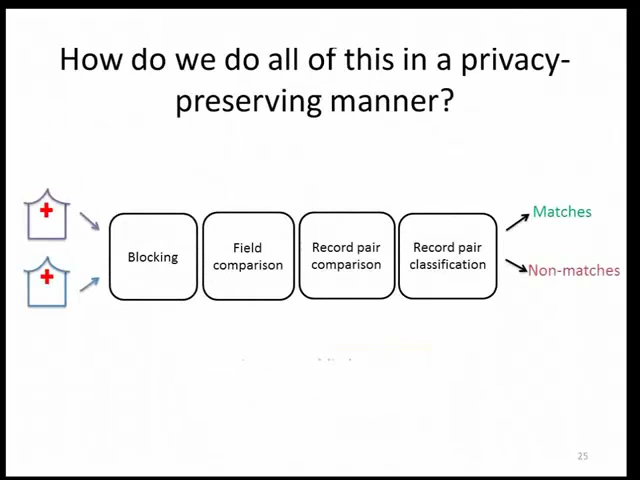 How do we do all of this in a privacy-
preserving manner?
Blocking
Field
comparison
Record pair
comparison
Record pair
classification
Matches
Non-matches
25